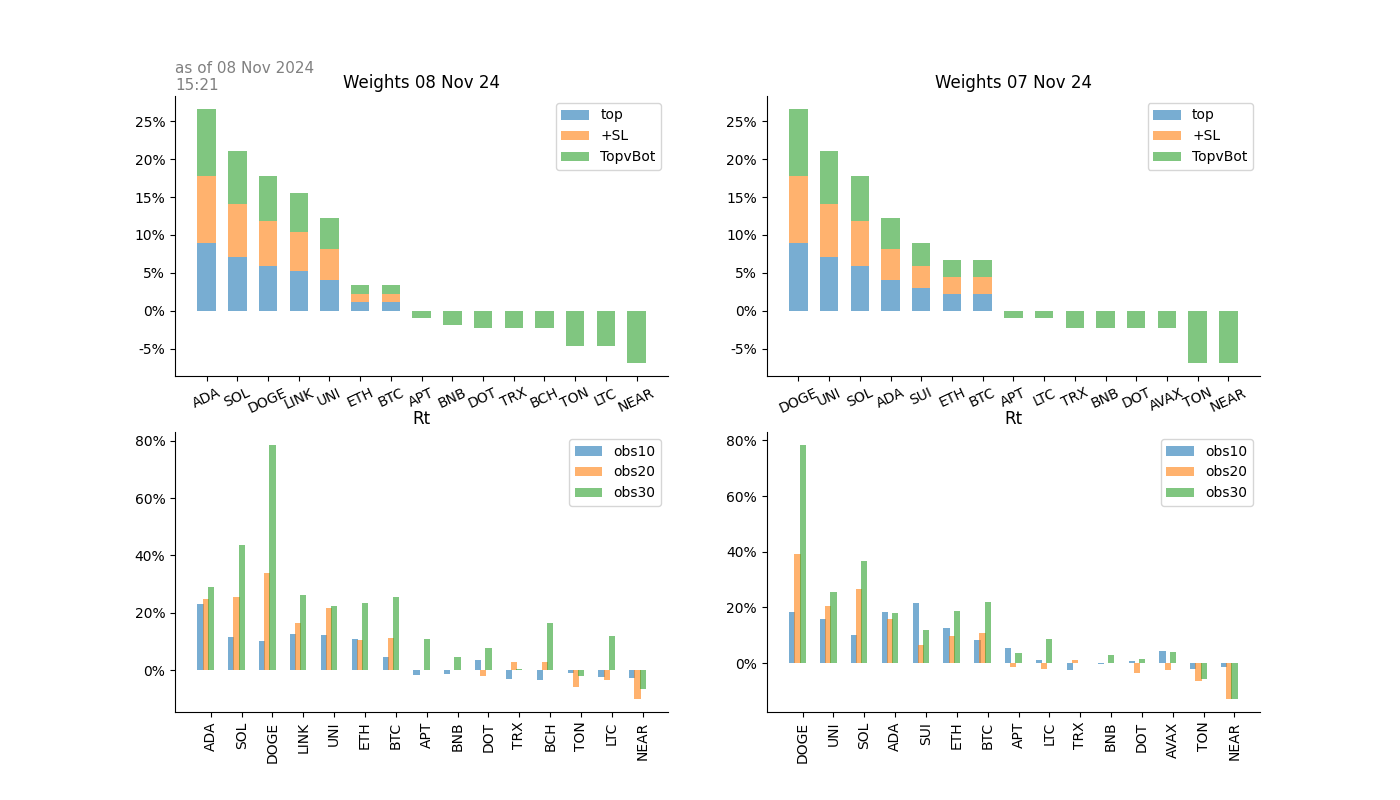 as of 08 Nov 2024
15:21
Weights 08 Nov 24
25%
20%
15%
10%
5%
0%
-5%
top
+SL
TopvBot
ADA SOL DOGE LINK UNI ETH BTC APT BNB DOT TRX BCH TON LTC NEAR
Weights 07 Nov 24
25%
20%
15%
10%
5%
0%
-5%
top
+SL
TopvBot
DOGE UNI SOL ADA SUI ETH BTC APT LTC TRX BNB DOT AVAX TON NEAR
Rt
80%
60%
40%
20%
0%
obs10
obs20
obs30
ADA SOL DOGE LINK UNI ETH BTC APT BNB DOT TRX BCH TON LTC NEAR
Rt
80%
60%
40%
20%
0%
obs10
obs20
obs30
DOGE UNI SOL ADA SUI ETH BTC APT LTC TRX BNB DOT AVAX TON NEAR